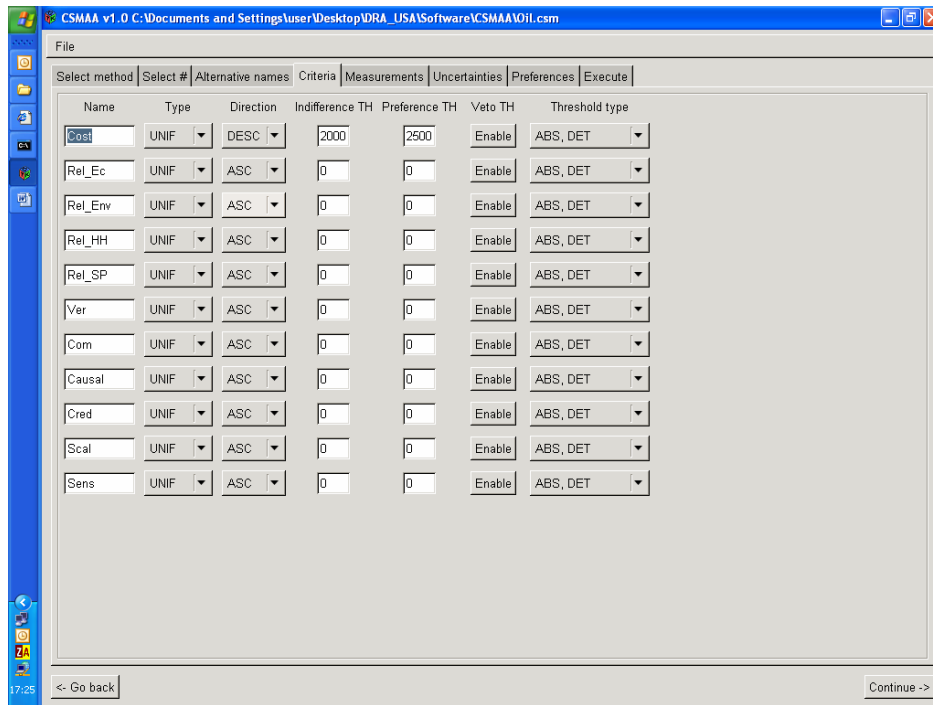 CSMAA v1.0 C:\Documents and Settings\user\Desktop\DRA_USA\Software\CSMAA\Oil.csm
File
Select method Select # Alternative names Criteria Measurements Uncertainties Preferences Execute
Name Type Direction Indifference TH Preference TH Veto TH Threshold type
Cost UNIF DESC 2000 2500 Enable ABS, DET
Rel_Ec UNIF ASC 0 0 Enable ABS, DET
Rel_Env UNIF ASC 0 0 Enable ABS, DET
Rel_HH UNIF ASC 0 0 Enable ABS, DET
Rel_SP UNIF ASC 0 0 Enable ABS, DET
Ver UNIF ASC 0 0 Enable ABS, DET
Com UNIF ASC 0 0 Enable ABS, DET
Causal UNIF ASC 0 0 Enable ABS, DET
Cred UNIF ASC 0 0 Enable ABS, DET
Scal UNIF ASC 0 0 Enable ABS, DET
Sens UNIF ASC 0 0 Enable ABS, DET
ZA
17:25
<- Go back
Continue ->